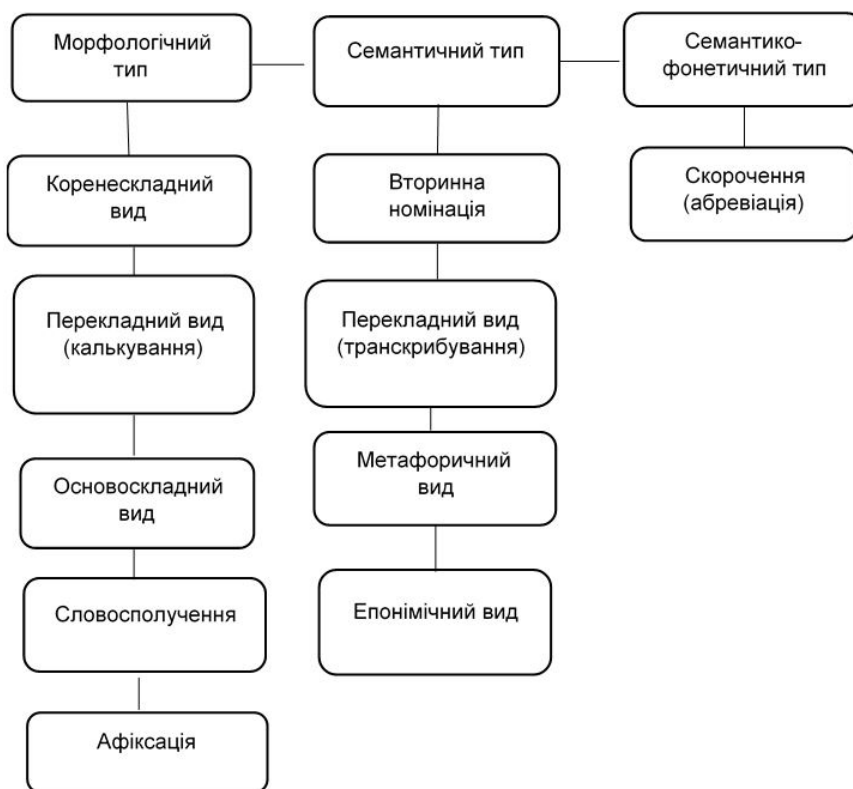 Морфологічний
тип
Семантичний тип
Семантико-
фонетичний тип
Коренескладний
вид
Вторинна
номінація
Скорочення
(абревіація)
Перекладний вид
(калькування)
Перекладний вид
(транскрибування)
Основоскладний
вид
Метафоричний
вид
Словосполучення
Епонімічний вид
Афіксація